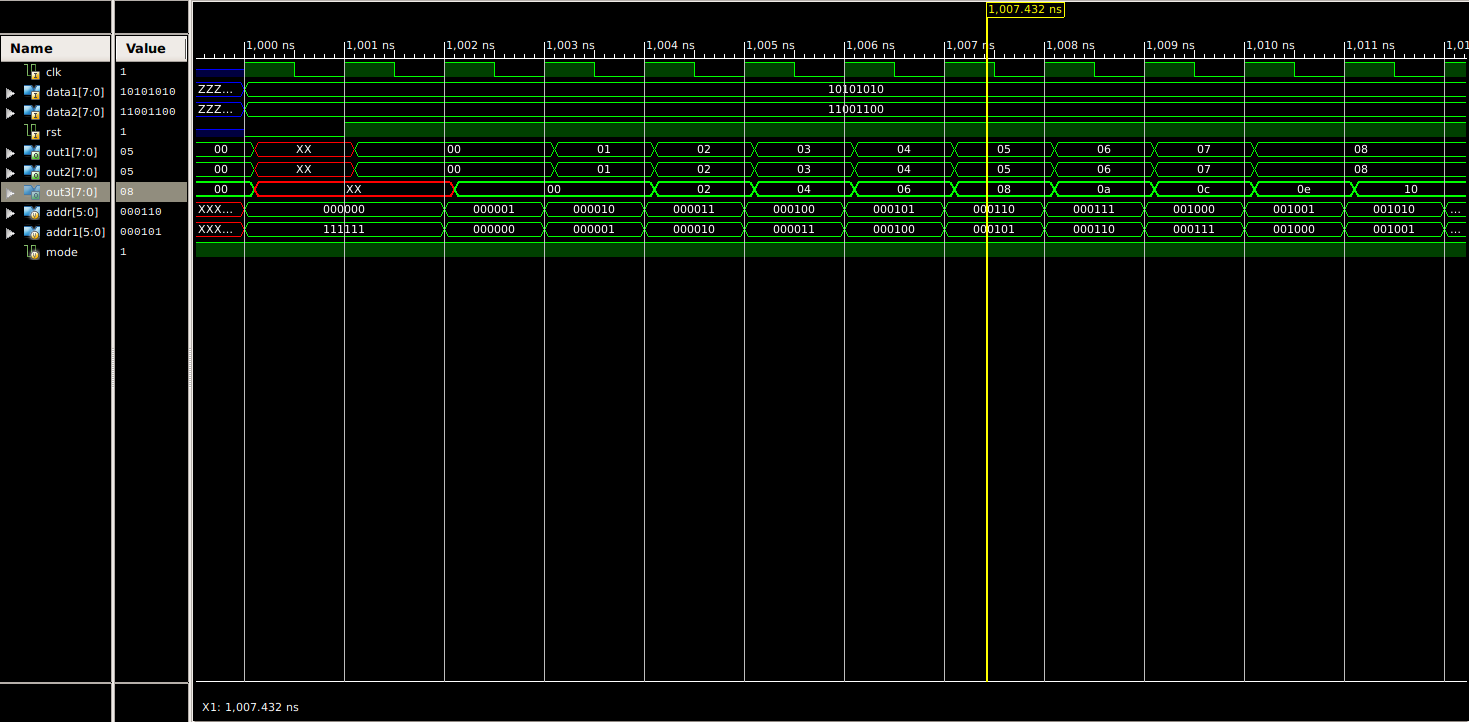 1,007.432 ns
Name Value 1,000 ns 1,001 ns 1,002 ns 1,003 ns 1,004 ns 1,005 ns 1,006 ns 1,007 ns 1,008 ns 1,009 ns 1,010 ns 1,011 ns 1,01
clk 1
data1[7:0] 10101010 ZZZ... 10101010
data2[7:0] 11001100 ZZZ... 11001100
rst 1
out1[7:0] 05 00 XX 00 01 02 03 04 05 06 07 08
out2[7:0] 05 00 XX 00 01 02 03 04 05 06 07 08
out3[7:0] 08 00 XX 00 02 04 06 08 0a 0c 0e 10
addr[5:0] 000110 XXX... 000000 000001 000010 000011 000100 000101 000110 000111 001000 001001 001010 ...
addr1[5:0] 000101 XXX... 111111 000000 000001 000010 000011 000100 000101 000110 000111 001000 001001 ...
mode 1
X1: 1,007.432 ns